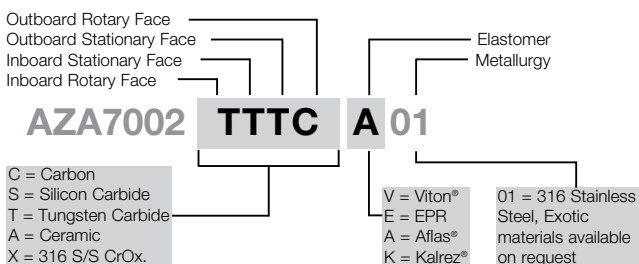 Outboard Rotary Face
Outboard Stationary Face
Inboard Stationary Face
Inboard Rotary Face
Elastomer
Metallurgy
AZA7002 TTTC A 01
C = Carbon
S = Silicon Carbide
T = Tungsten Carbide
A = Ceramic
X = 316 S/S CrOx.
V = Viton®
E = EPR
A = Aflas®
K = Kalrez®
01 = 316 Stainless
Steel, Exotic
materials available
on request